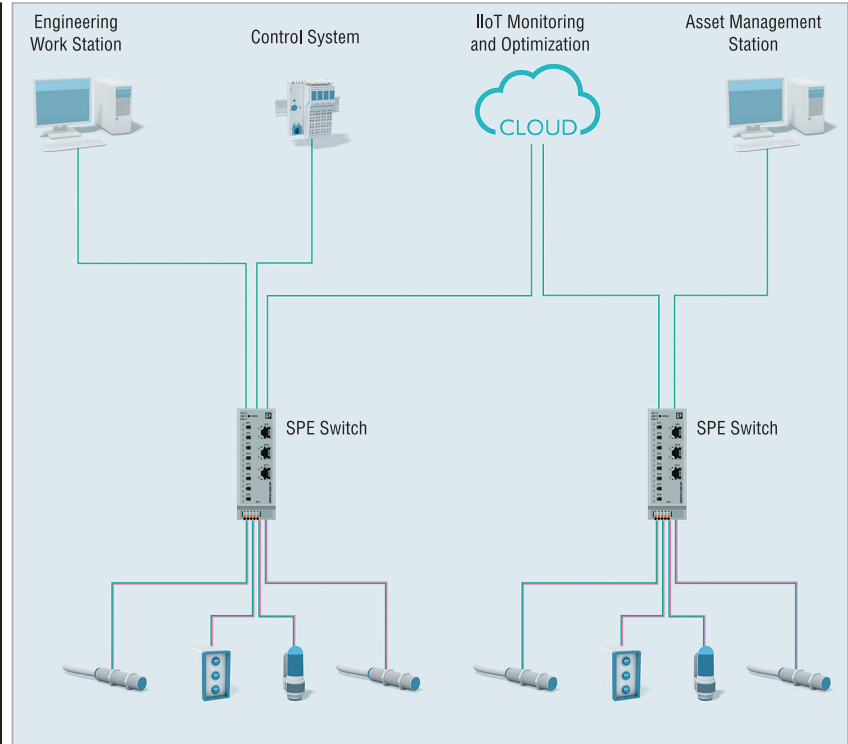 Engineering
Work Station
Control System
IIoT Monitoring
and Optimization
Asset Management
Station
CLOUD
SPE Switch
SPE Switch